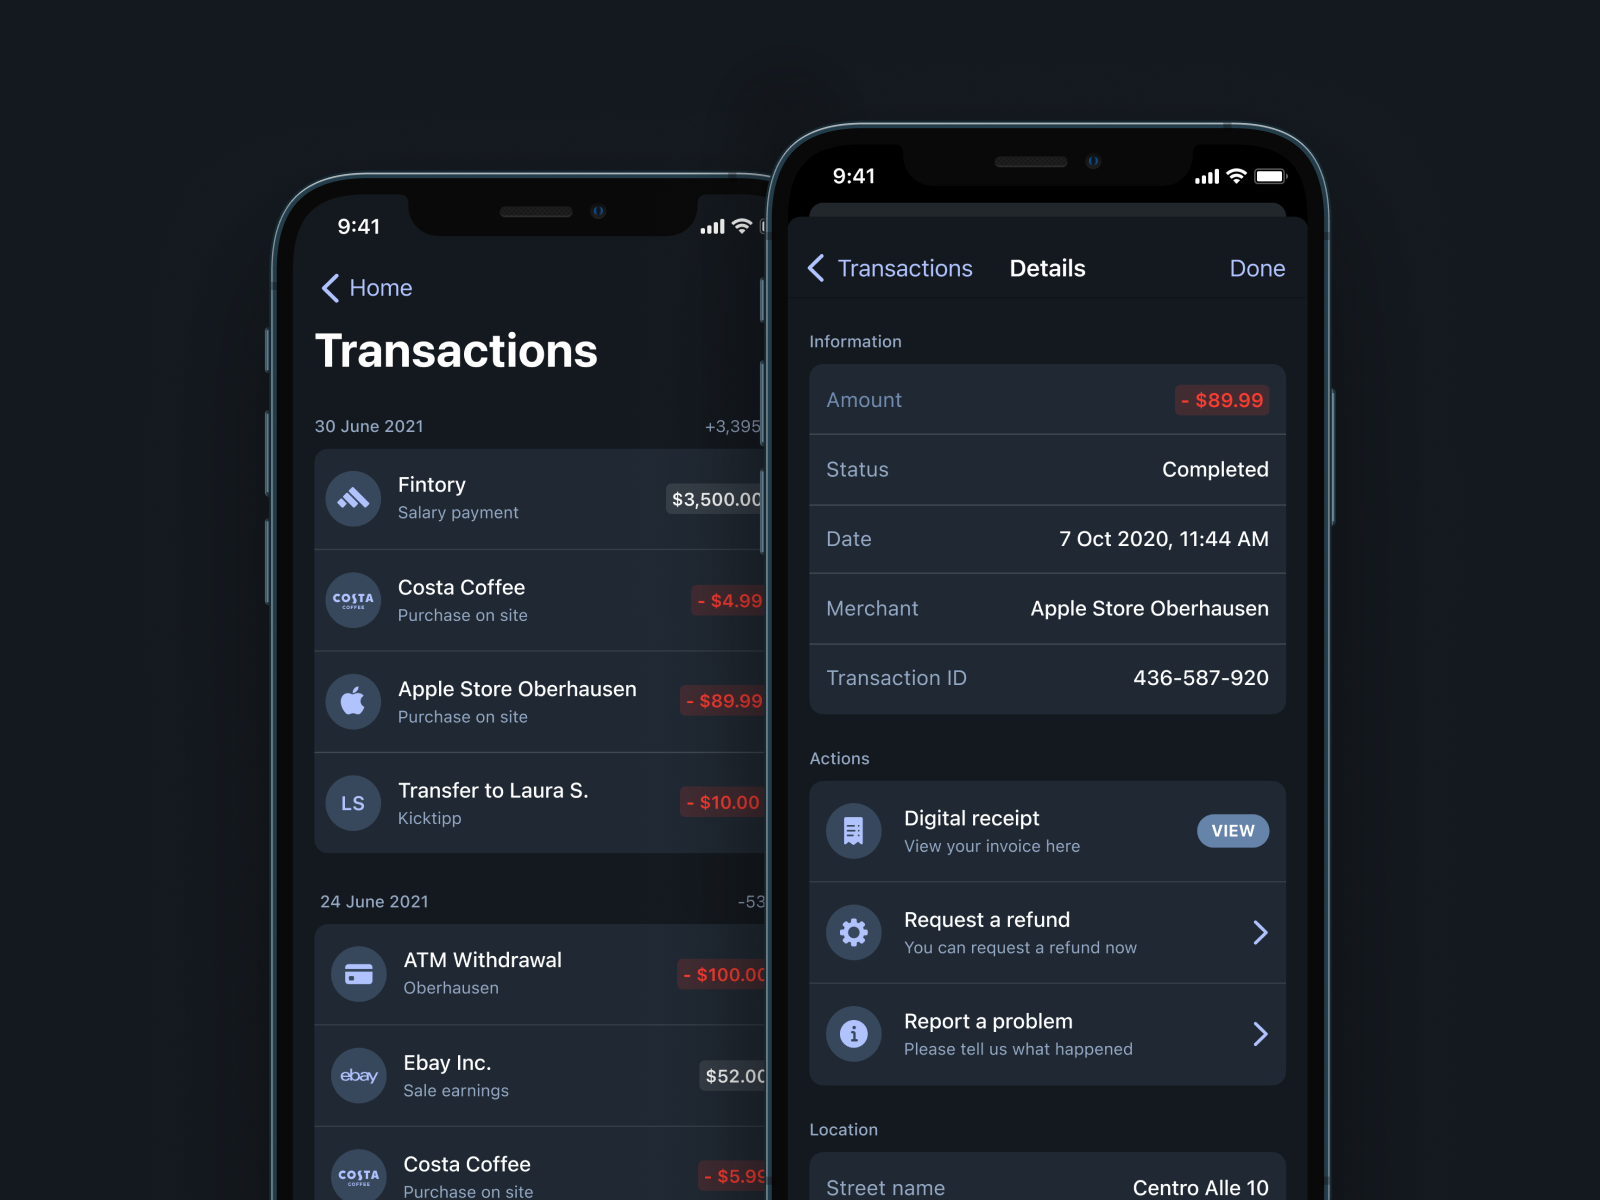 9:41
Home
Transactions
30 June 2021 +3,395
Fintory
Salary payment
$3,500.00
COSTA
COFFEE
Costa Coffee
Purchase on site
- $4.99
Apple Store Oberhausen
Purchase on site
- $89.99
LS
Transfer to Laura S.
Kicktipp
- $10.00
24 June 2021 -53
ATM Withdrawal
Oberhausen
- $100.00
ebay
Ebay Inc.
Sale earnings
$52.00
COSTA
COFFEE
Costa Coffee
Purchase on site
- $5.99
9:41
Transactions Details Done
Information
Amount - $89.99
Status Completed
Date 7 Oct 2020, 11:44 AM
Merchant Apple Store Oberhausen
Transaction ID 436-587-920
Actions
Digital receipt
View your invoice here
VIEW
Request a refund
You can request a refund now
Report a problem
Please tell us what happened
Location
Street name Centro Alle 10